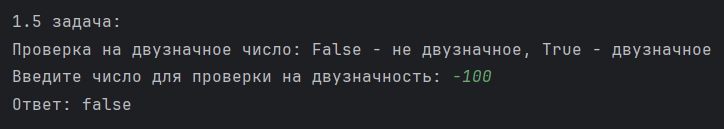 1.5 задача:
Проверка на двузначное число: False - не двузначное, True - двузначное
Введите число для проверки на двузначность: -100
Ответ: false